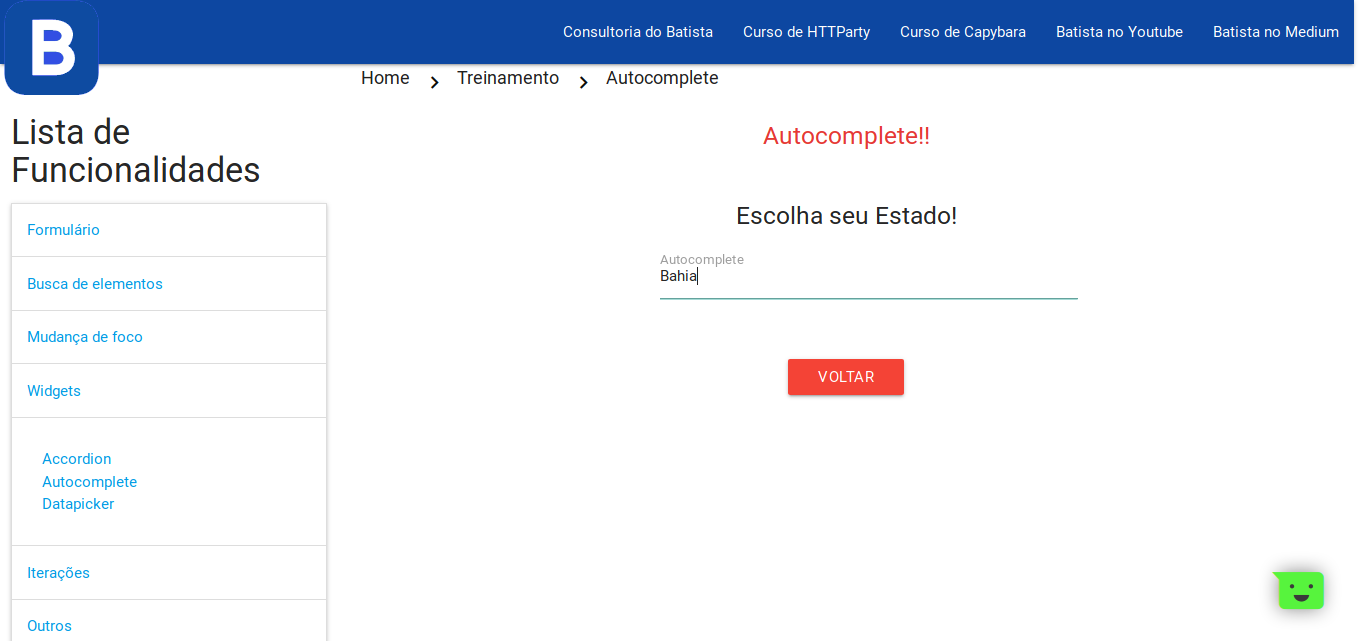 B
Consultoria do Batista Curso de HTTParty Curso de Capybara Batista no Youtube Batista no Medium
Home Treinamento Autocomplete
Lista de
Funcionalidades
Formulário
Busca de elementos
Mudança de foco
Widgets
Accordion
Autocomplete
Datapicker
Iterações
Outros
Autocomplete!!
Escolha seu Estado!
Autocomplete
Bahia
VOLTAR